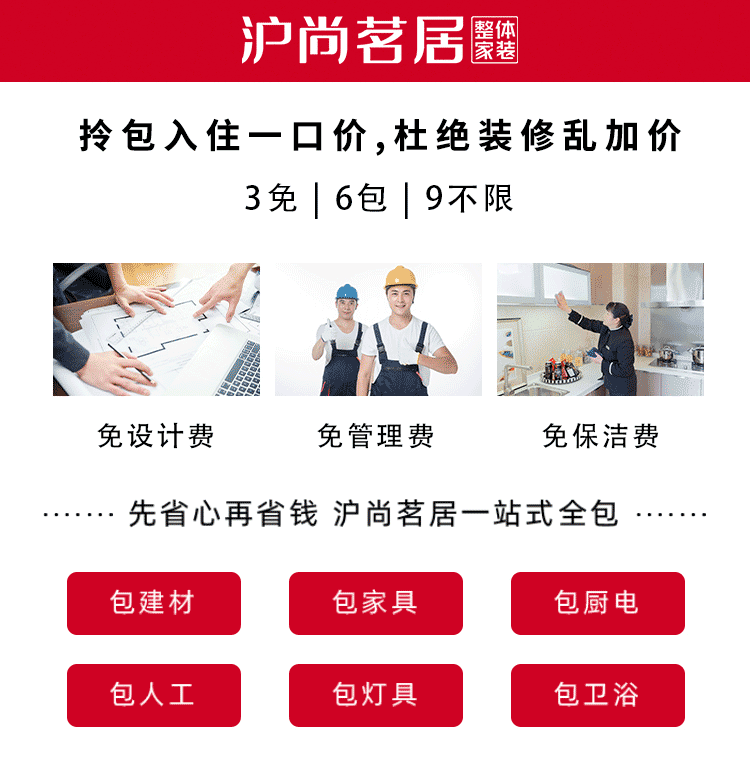 沪尚茗居 整体家装
拎包入住一口价,杜绝装修乱加价
3免 | 6包 | 9不限
免设计费 免管理费 免保洁费
······· 先省心再省钱 沪尚茗居一站式全包 ·······
包建材 包家具 包厨电
包人工 包灯具 包卫浴